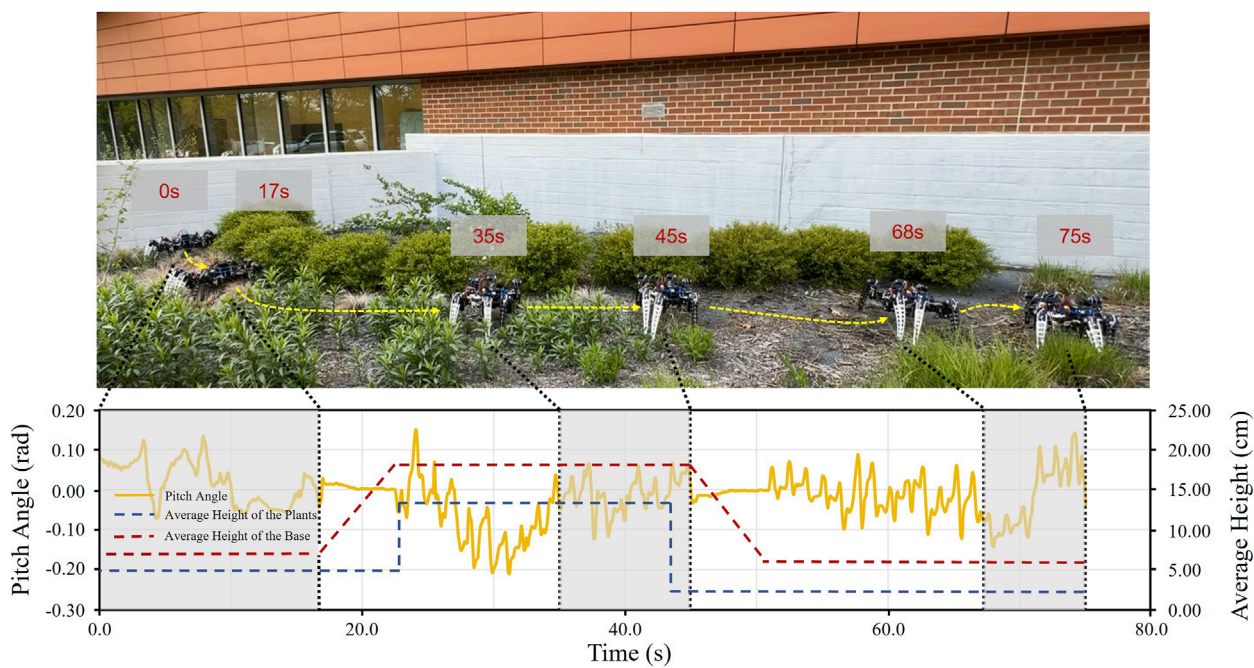 0s
17s
35s
45s
68s
75s
0.20
0.10
0.00
-0.10
-0.20
-0.30
Pitch Angle (rad)
Pitch Angle
Average Height of the Plants
Average Height of the Base
25.00
20.00
15.00
10.00
5.00
0.00
Average Height (cm)
0.0
20.0
40.0
60.0
80.0
Time (s)